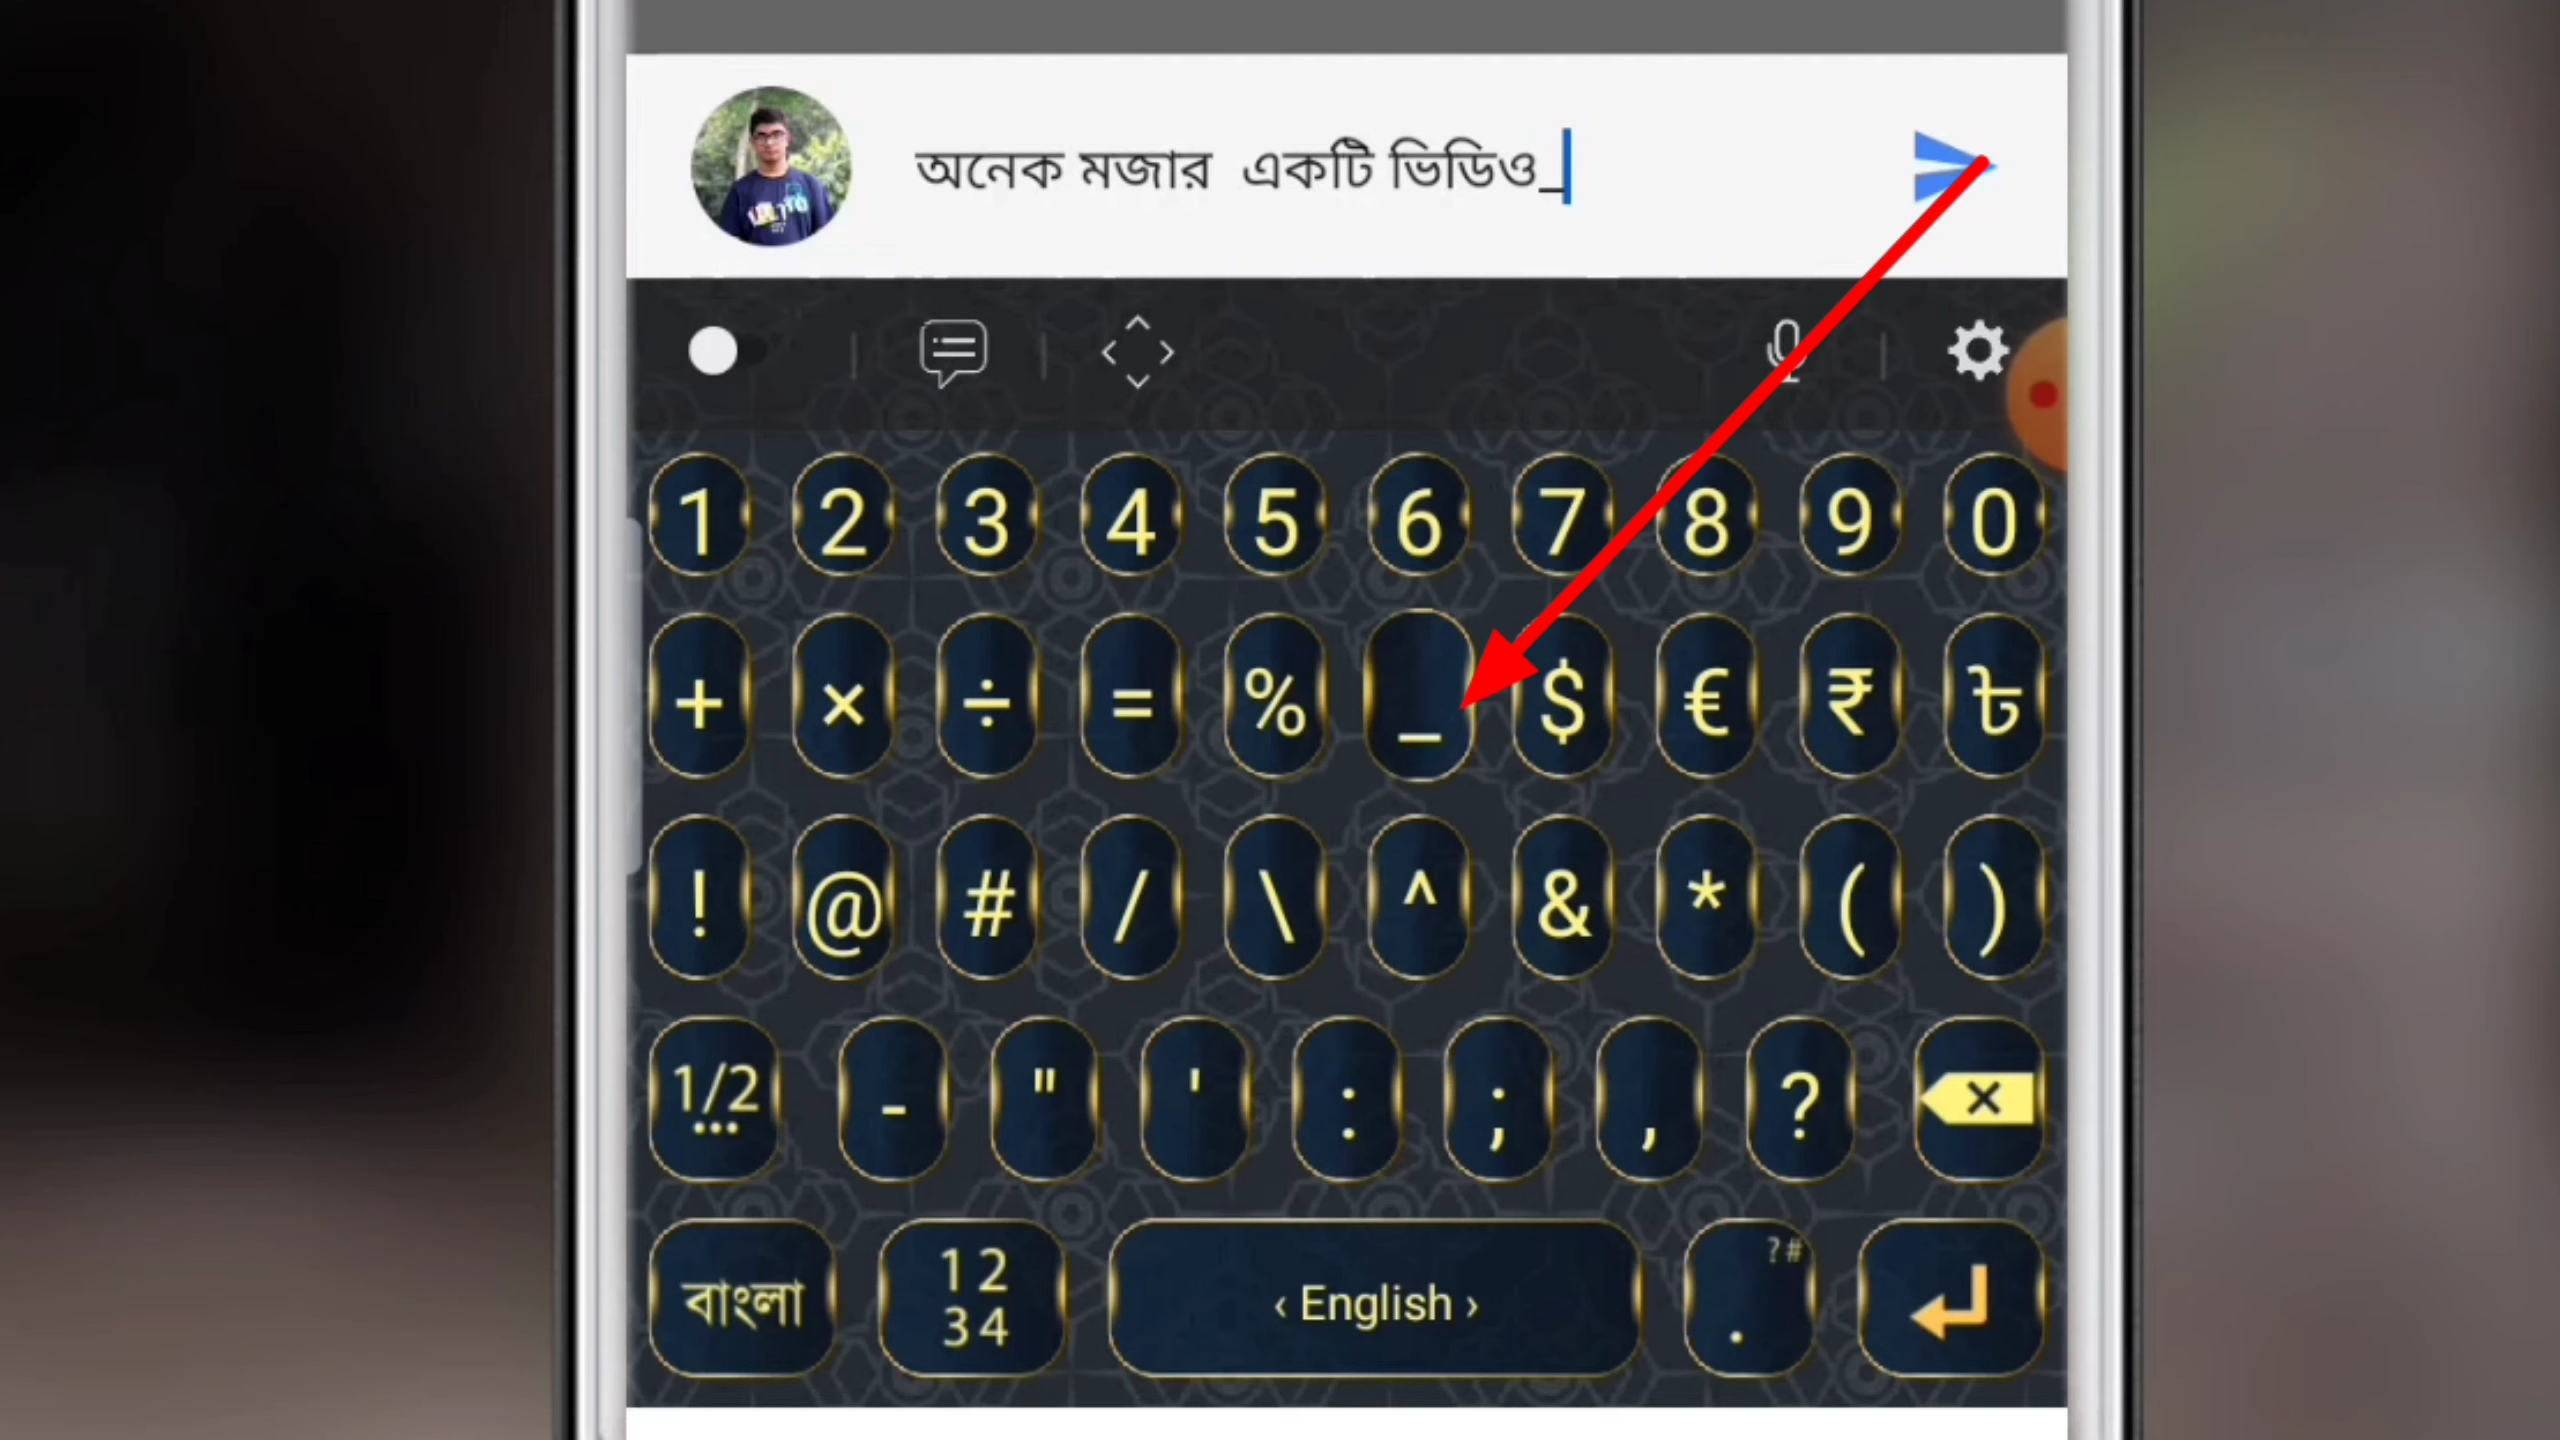 অনেক মজার  একটি ভিডিও_
1 2 3 4 5 6 7 8 9 0
+ × ÷ = % _ $ € ₹ ৳
! @ # / \ ^ & * ( )
1/2 - " ' : ; , ?
বাংলা 12 ‹ English › . ?#
34